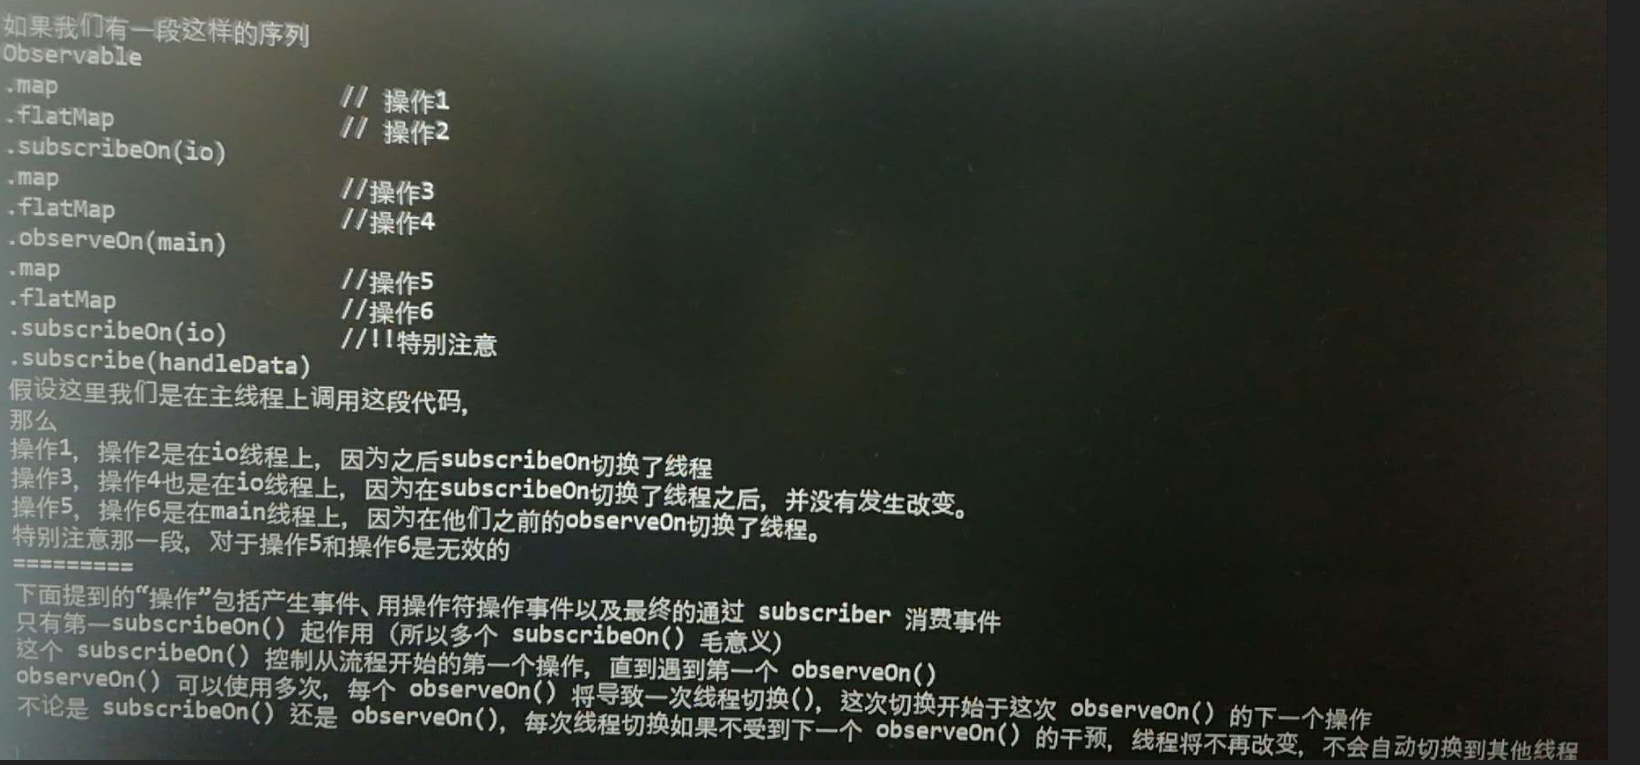 如果我们有一段这样的序列
Observable
.map // 操作1
.flatMap // 操作2
.subscribeOn(io)
.map //操作3
.flatMap //操作4
.observeOn(main)
.map //操作5
.flatMap //操作6
.subscribeOn(io) //!!特别注意
.subscribe(handleData)
假设这里我们是在主线程上调用这段代码,
那么
操作1, 操作2是在io线程上, 因为之后subscribeOn切换了线程
操作3, 操作4也是在io线程上, 因为在subscribeOn切换了线程之后, 并没有发生改变。
操作5, 操作6是在main线程上, 因为在他们之前的observeOn切换了线程。
特别注意那一段, 对于操作5和操作6是无效的
=========
下面提到的“操作”包括产生事件、用操作符操作事件以及最终的通过 subscriber 消费事件
只有第一subscribeOn() 起作用 (所以多个 subscribeOn() 毛意义)
这个 subscribeOn() 控制从流程开始的第一个操作, 直到遇到第一个 observeOn()
observeOn() 可以使用多次, 每个 observeOn() 将导致一次线程切换(), 这次切换开始于这次 observeOn() 的下一个操作
不论是 subscribeOn() 还是 observeOn(), 每次线程切换如果不受到下一个 observeOn() 的干预, 线程将不再改变, 不会自动切换到其他线程